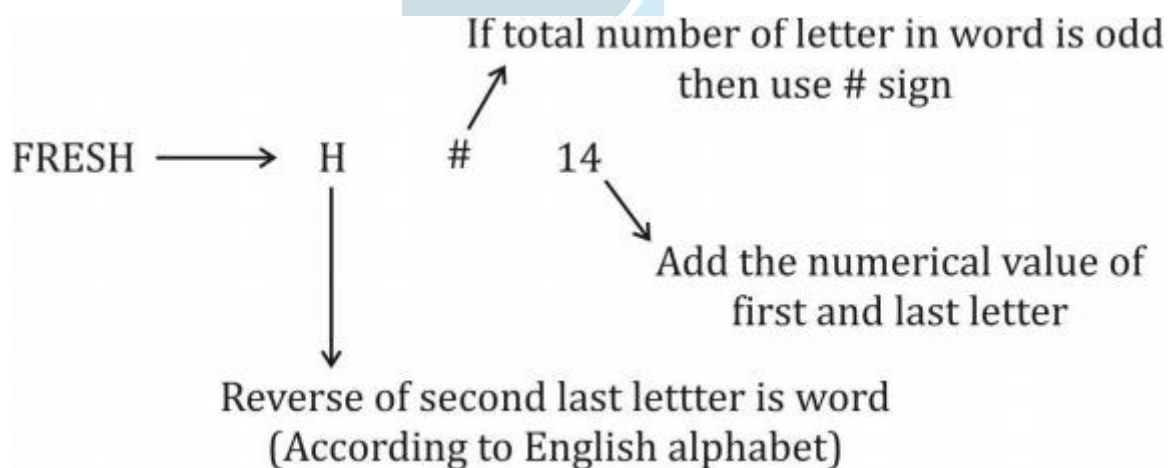 If total number of letter in word is odd
then use # sign
FRESH H # 14
Add the numerical value of
first and last letter
Reverse of second last lettter is word
(According to English alphabet)